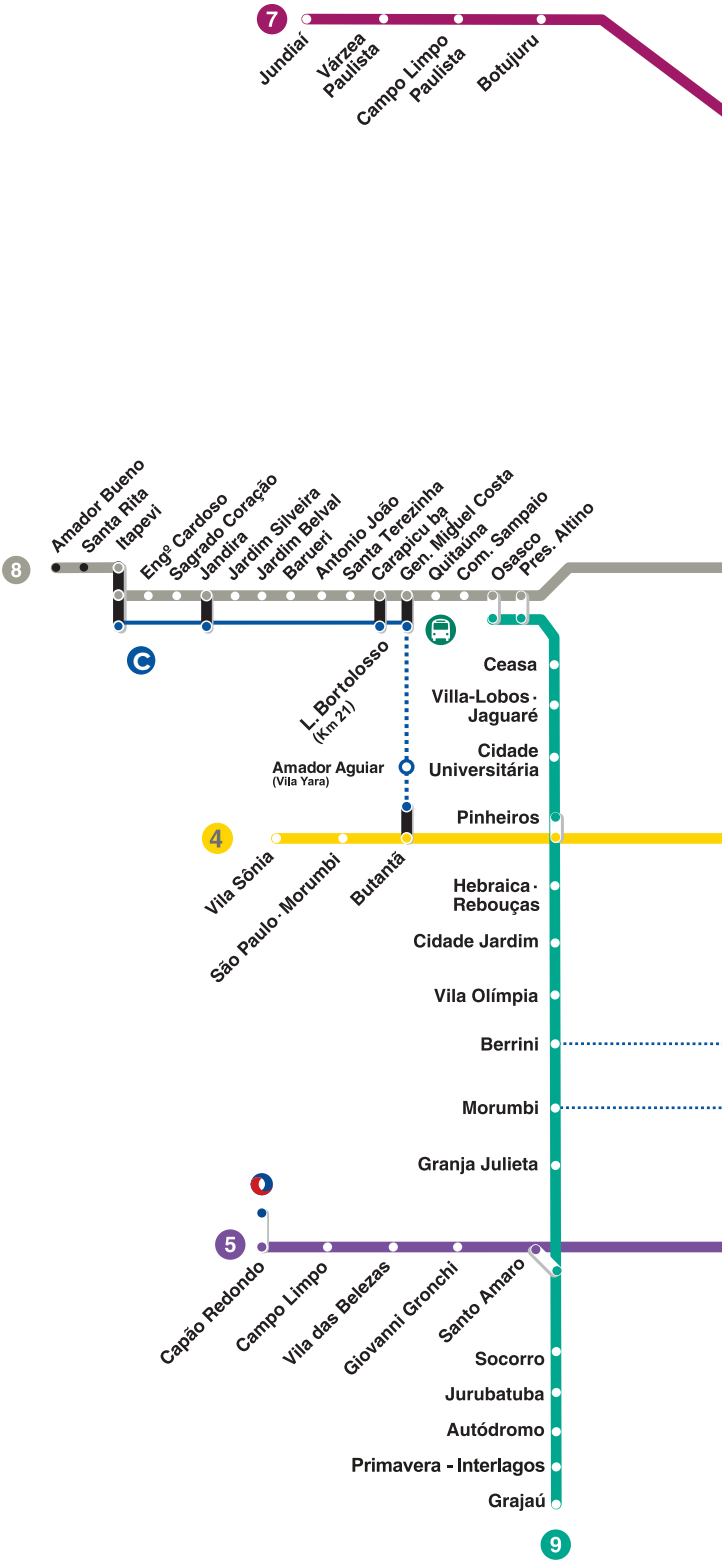 7
Jundiaí
Várzea
Paulista
Campo Limpo
Paulista
Botujuru
8
Amador Bueno
Santa Rita
Itapevi
Engº Cardoso
Sagrado Coração
Jandira
Jardim Silveira
Jardim Belval
Barueri
Antonio João
Santa Terezinha
Carapicu ba
Gen. Miguel Costa
Quitaúna
Com. Sampaio
Osasco
Pres. Altino
C
L. Bortolosso
(Km 21)
Amador Aguiar
(Vila Yara)
Ceasa
Villa-Lobos ·
Jaguaré
Cidade
Universitária
Pinheiros
4
Vila Sônia
São Paulo · Morumbi
Butantã
Hebraica ·
Rebouças
Cidade Jardim
Vila Olímpia
Berrini
Morumbi
Granja Julieta
5
Capão Redondo
Campo Limpo
Vila das Belezas
Giovanni Gronchi
Santo Amaro
Socorro
Jurubatuba
Autódromo
Primavera - Interlagos
Grajaú
9